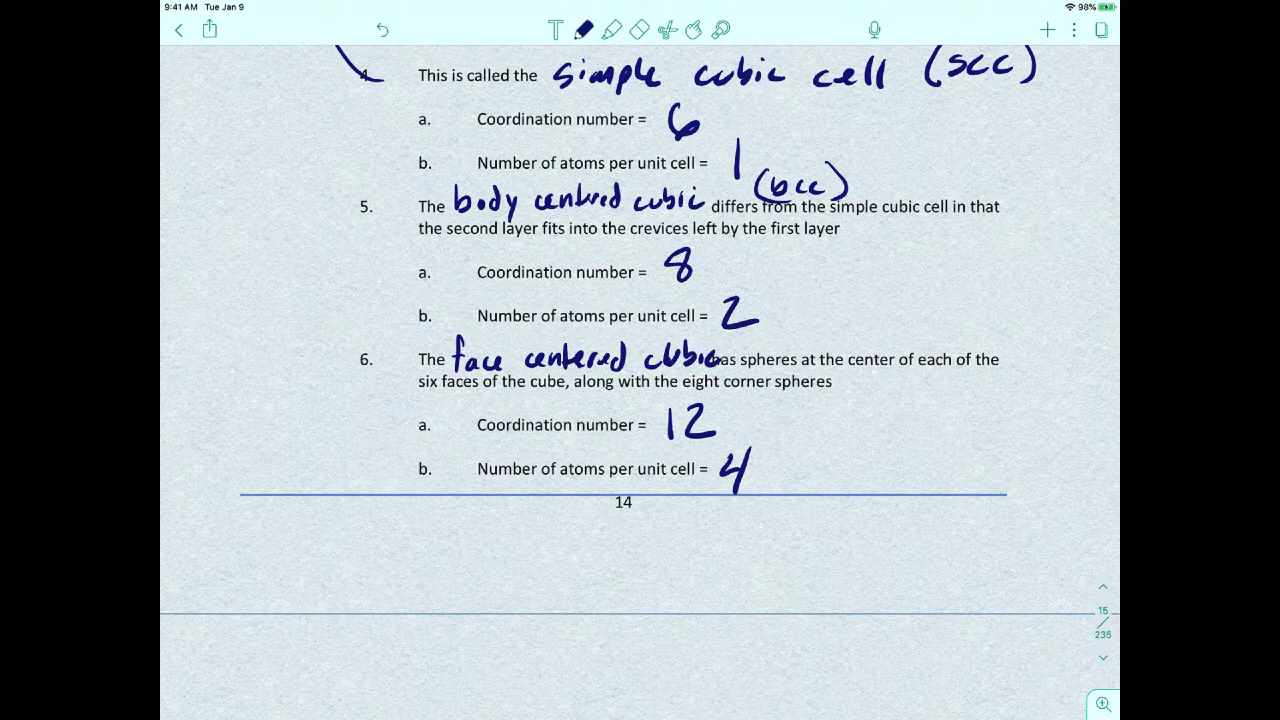 9:41 AM Tue Jan 9
98%
4. This is called the simple cubic cell (scc)
a. Coordination number = 6
b. Number of atoms per unit cell = 1
5. The body centred cubic (bcc) differs from the simple cubic cell in that
the second layer fits into the crevices left by the first layer
a. Coordination number = 8
b. Number of atoms per unit cell = 2
6. The face centered cubic has spheres at the center of each of the
six faces of the cube, along with the eight corner spheres
a. Coordination number = 12
b. Number of atoms per unit cell = 4
14
15
235